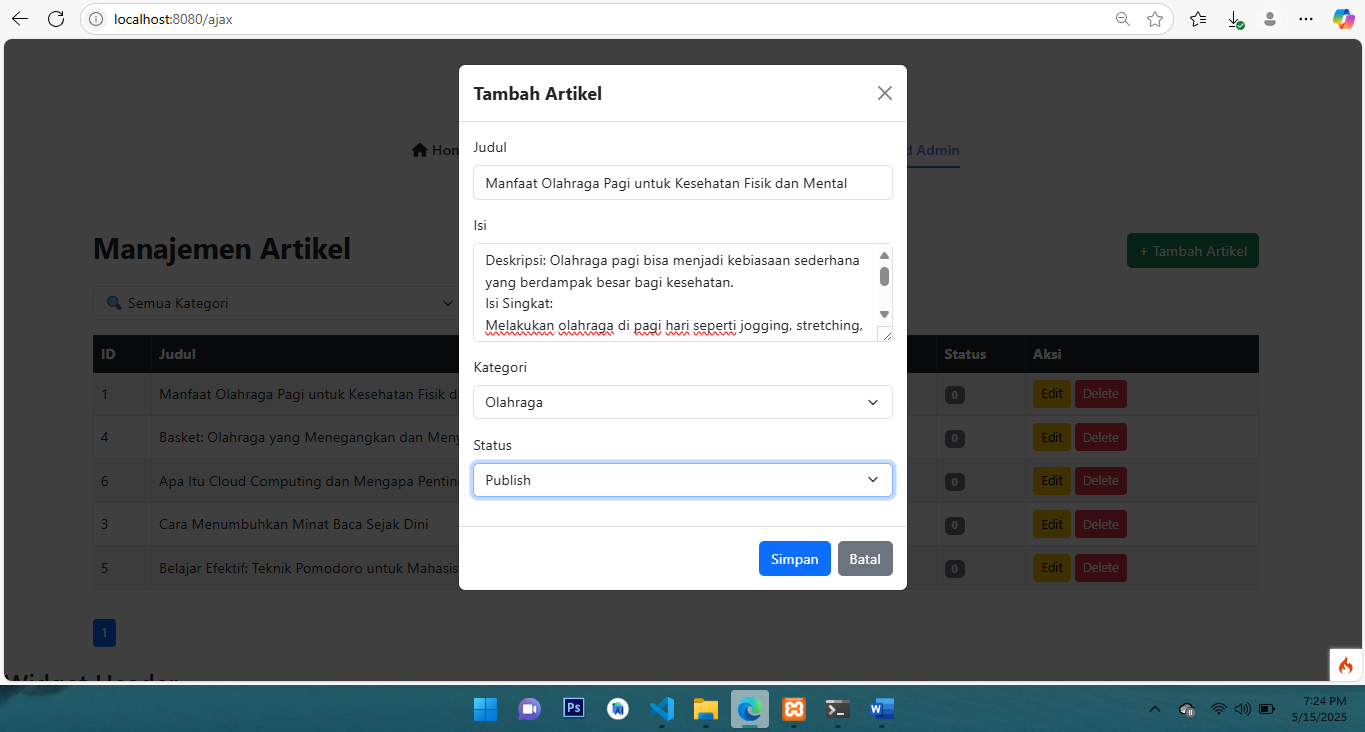 localhost:8080/ajax
Tambah Artikel
Judul
Manfaat Olahraga Pagi untuk Kesehatan Fisik dan Mental
Isi
Deskripsi: Olahraga pagi bisa menjadi kebiasaan sederhana
yang berdampak besar bagi kesehatan.
Isi Singkat:
Melakukan olahraga di pagi hari seperti jogging, stretching,
Kategori
Olahraga
Status
Publish
Simpan Batal
Hom
d Admin
Manajemen Artikel
+ Tambah Artikel
Semua Kategori
ID Judul Status Aksi
1 Manfaat Olahraga Pagi untuk Kesehatan Fisik d 0 Edit Delete
4 Basket: Olahraga yang Menegangkan dan Meny 0 Edit Delete
6 Apa Itu Cloud Computing dan Mengapa Penting 0 Edit Delete
3 Cara Menumbuhkan Minat Baca Sejak Dini 0 Edit Delete
5 Belajar Efektif: Teknik Pomodoro untuk Mahasis 0 Edit Delete
1
Widget Header
Ps
W
7:24 PM
5/15/2025